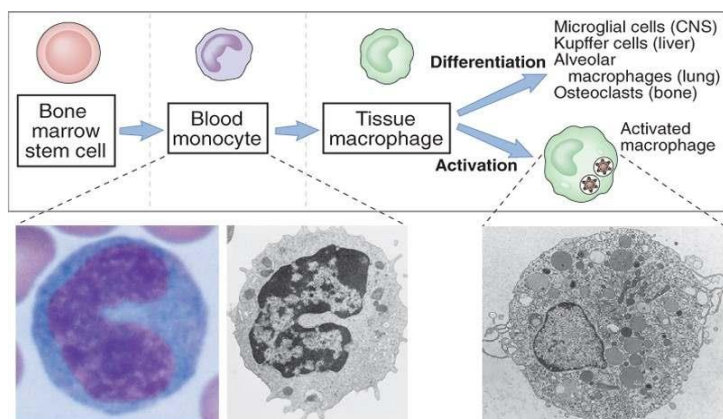 Bone
marrow
stem cell
Blood
monocyte
Tissue
macrophage
Differentiation
Microglial cells (CNS)
Kupffer cells (liver)
Alveolar
macrophages (lung)
Osteoclasts (bone)
Activation
Activated
macrophage